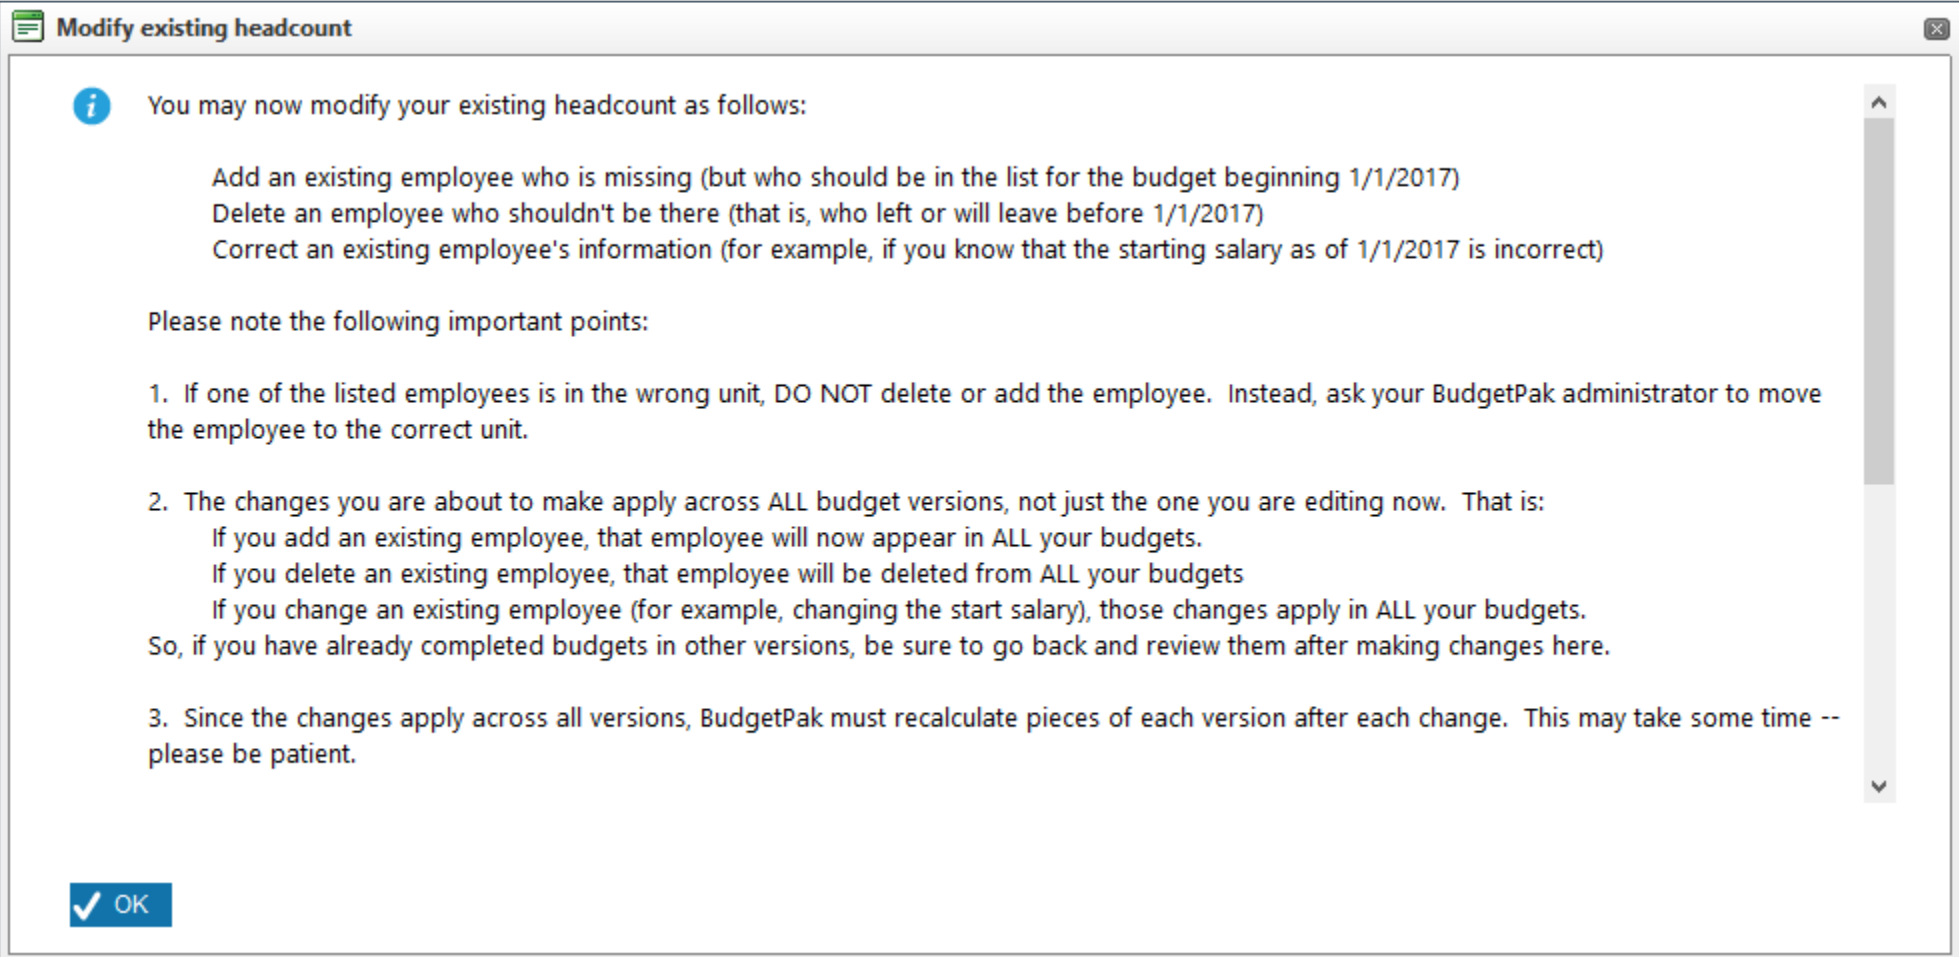 Modify existing headcount
You may now modify your existing headcount as follows:
Add an existing employee who is missing (but who should be in the list for the budget beginning 1/1/2017)
Delete an employee who shouldn't be there (that is, who left or will leave before 1/1/2017)
Correct an existing employee's information (for example, if you know that the starting salary as of 1/1/2017 is incorrect)
Please note the following important points:
1.  If one of the listed employees is in the wrong unit, DO NOT delete or add the employee.  Instead, ask your BudgetPak administrator to move
the employee to the correct unit.
2.  The changes you are about to make apply across ALL budget versions, not just the one you are editing now.  That is:
If you add an existing employee, that employee will now appear in ALL your budgets.
If you delete an existing employee, that employee will be deleted from ALL your budgets
If you change an existing employee (for example, changing the start salary), those changes apply in ALL your budgets.
So, if you have already completed budgets in other versions, be sure to go back and review them after making changes here.
3.  Since the changes apply across all versions, BudgetPak must recalculate pieces of each version after each change.  This may take some time --
please be patient.
OK